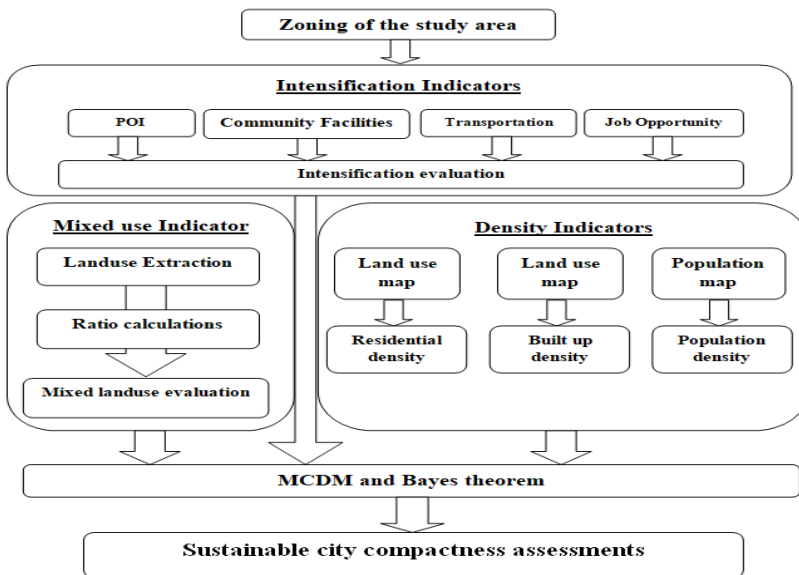 Zoning of the study area
Intensification Indicators
POI
Community Facilities
Transportation
Job Opportunity
Intensification evaluation
Mixed use Indicator
Landuse Extraction
Ratio calculations
Mixed landuse evaluation
Density Indicators
Land use
map
Land use
map
Population
map
Residential
density
Built up
density
Population
density
MCDM and Bayes theorem
Sustainable city compactness assessments